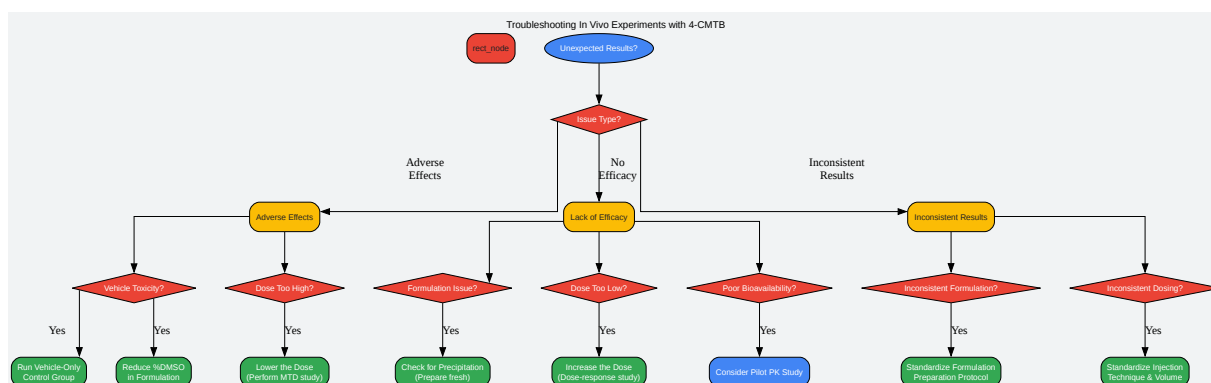 Troubleshooting In Vivo Experiments with 4-CMTB
rect_node
Unexpected Results?
Issue Type?
Adverse
Effects
No
Efficacy
Inconsistent
Results
Adverse Effects
Lack of Efficacy
Inconsistent Results
Vehicle Toxicity?
Dose Too High?
Formulation Issue?
Dose Too Low?
Poor Bioavailability?
Inconsistent Formulation?
Inconsistent Dosing?
Yes
Yes
Yes
Yes
Yes
Yes
Yes
Yes
Run Vehicle-Only
Control Group
Reduce %DMSO
in Formulation
Lower the Dose
(Perform MTD study)
Check for Precipitation
(Prepare fresh)
Increase the Dose
(Dose-response study)
Consider Pilot PK Study
Standardize Formulation
Preparation Protocol
Standardize Injection
Technique & Volume